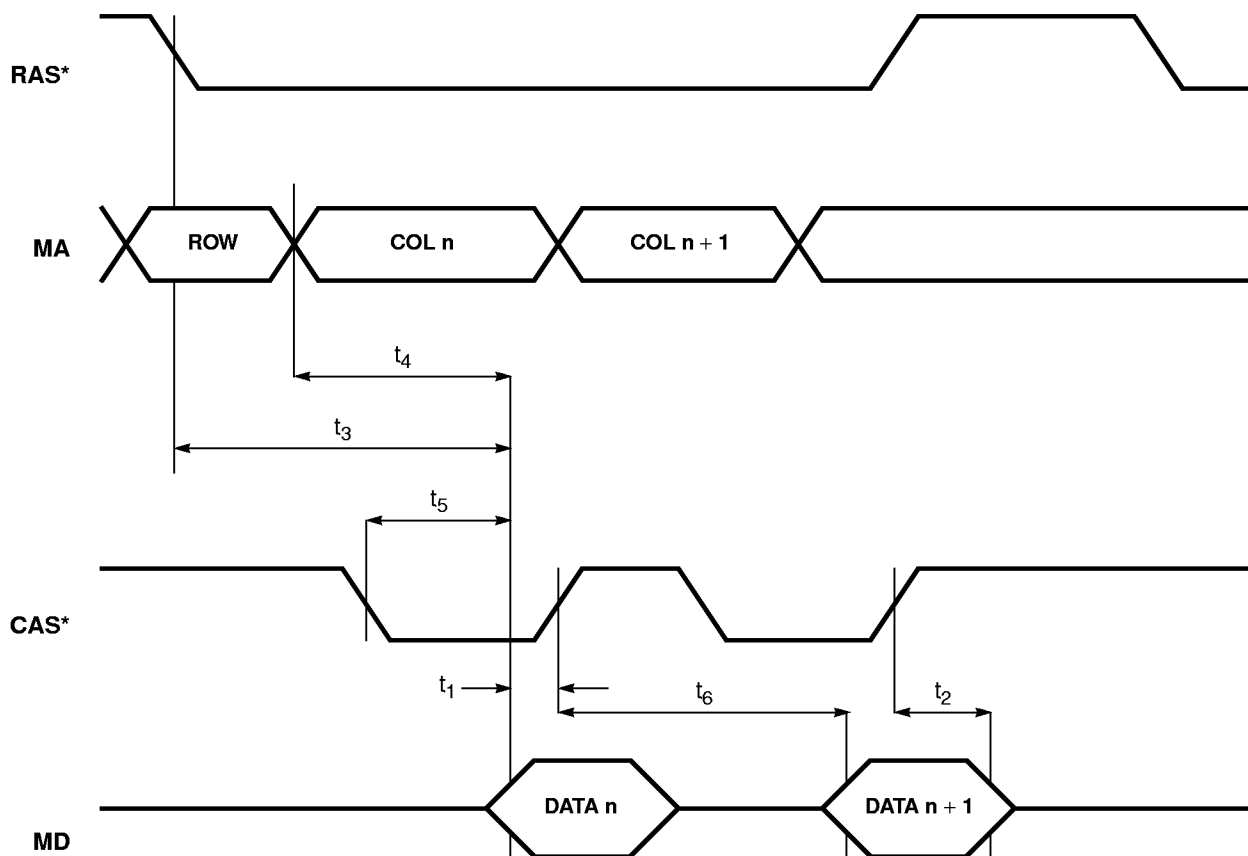 RAS*
MA
ROW
COL n
COL n + 1
t4
t3
t5
CAS*
t1
t6
t2
DATA n
DATA n + 1
MD